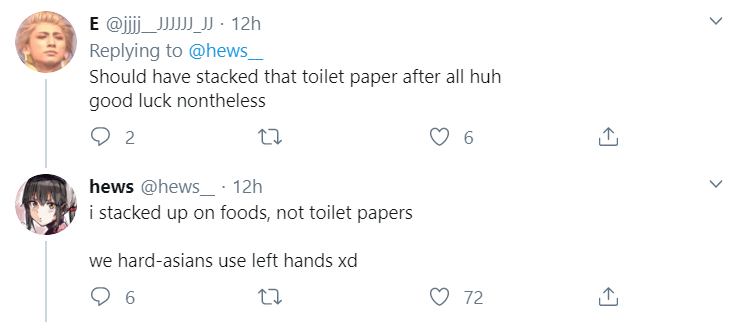 E @jjjj__JJJJJJ_JJ · 12h
Replying to @hews__
Should have stacked that toilet paper after all huh
good luck nontheless
2 6
hews @hews__ · 12h
i stacked up on foods, not toilet papers
we hard-asians use left hands xd
6 72